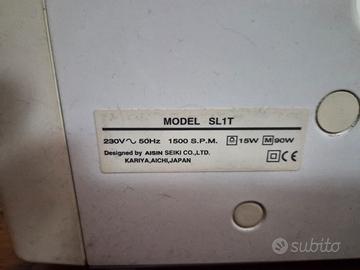 MODEL SL1T
230V～ 50Hz 1500 S.P.M. 15W M 90W
Designed by AISIN SEIKI CO.,LTD.
KARIYA,AICHI,JAPAN
CE
subito